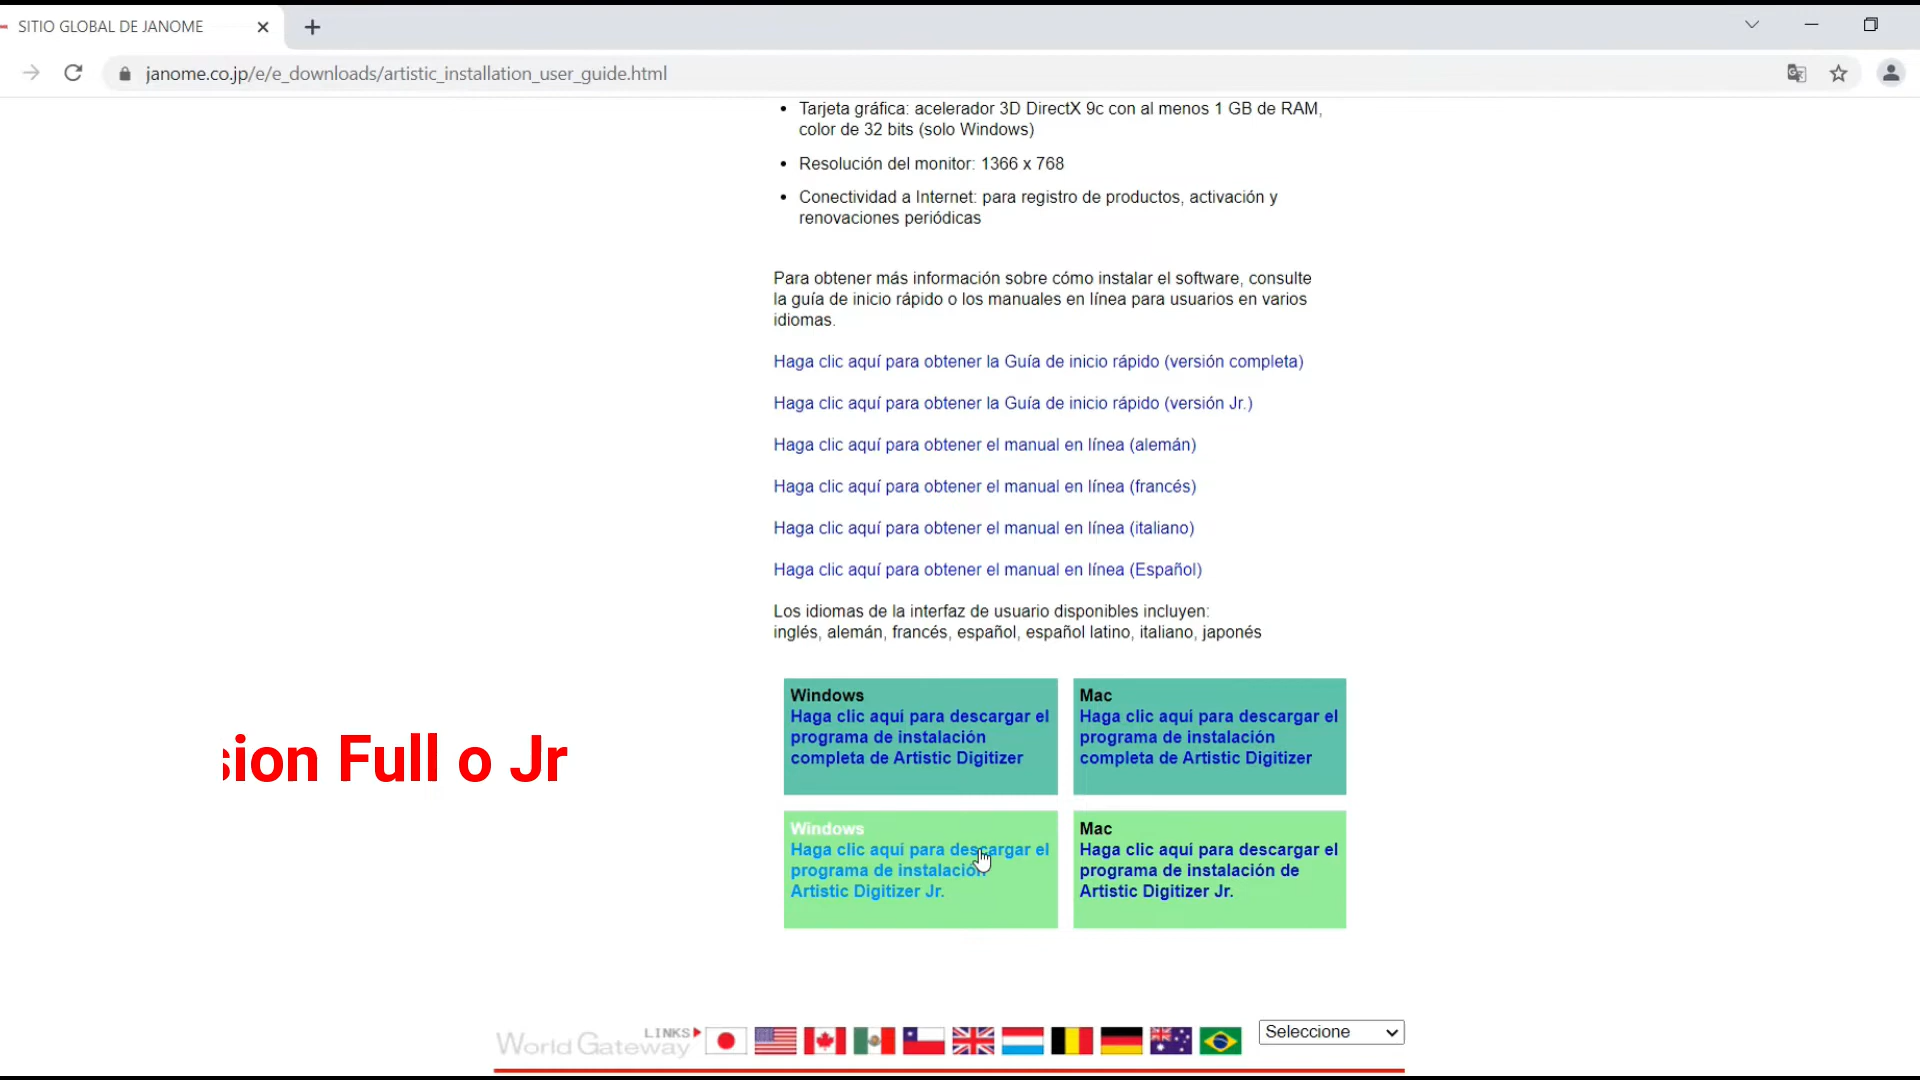 SITIO GLOBAL DE JANOME
janome.co.jp/e/e_downloads/artistic_installation_user_guide.html
• Tarjeta gráfica: acelerador 3D DirectX 9c con al menos 1 GB de RAM,
color de 32 bits (solo Windows)
• Resolución del monitor: 1366 x 768
• Conectividad a Internet: para registro de productos, activación y
renovaciones periódicas
Para obtener más información sobre cómo instalar el software, consulte
la guía de inicio rápido o los manuales en línea para usuarios en varios
idiomas.
Haga clic aquí para obtener la Guía de inicio rápido (versión completa)
Haga clic aquí para obtener la Guía de inicio rápido (versión Jr.)
Haga clic aquí para obtener el manual en línea (alemán)
Haga clic aquí para obtener el manual en línea (francés)
Haga clic aquí para obtener el manual en línea (italiano)
Haga clic aquí para obtener el manual en línea (Español)
Los idiomas de la interfaz de usuario disponibles incluyen:
inglés, alemán, francés, español, español latino, italiano, japonés
Windows
Haga clic aquí para descargar el
programa de instalación
completa de Artistic Digitizer
Mac
Haga clic aquí para descargar el
programa de instalación
completa de Artistic Digitizer
sion Full o Jr
Windows
Haga clic aquí para descargar el
programa de instalación
Artistic Digitizer Jr.
Mac
Haga clic aquí para descargar el
programa de instalación de
Artistic Digitizer Jr.
LINKS
World Gateway
Seleccione